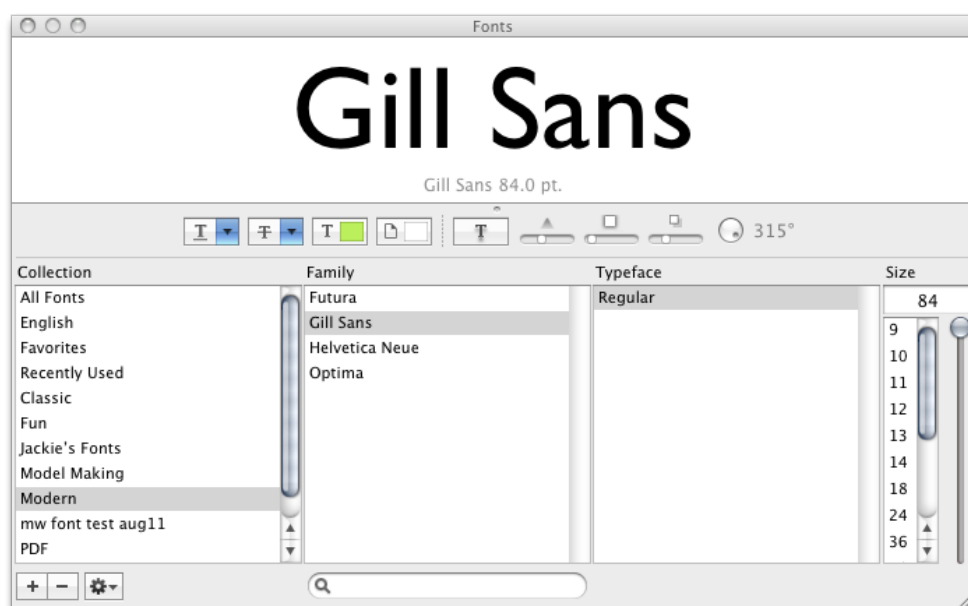 Fonts
Gill Sans
Gill Sans 84.0 pt.
T T T T 315°
Collection Family Typeface Size
All Fonts
English
Favorites
Recently Used
Classic
Fun
Jackie's Fonts
Model Making
Modern
mw font test aug11
PDF
Futura
Gill Sans
Helvetica Neue
Optima
Regular
84
9
10
11
12
13
14
18
24
36